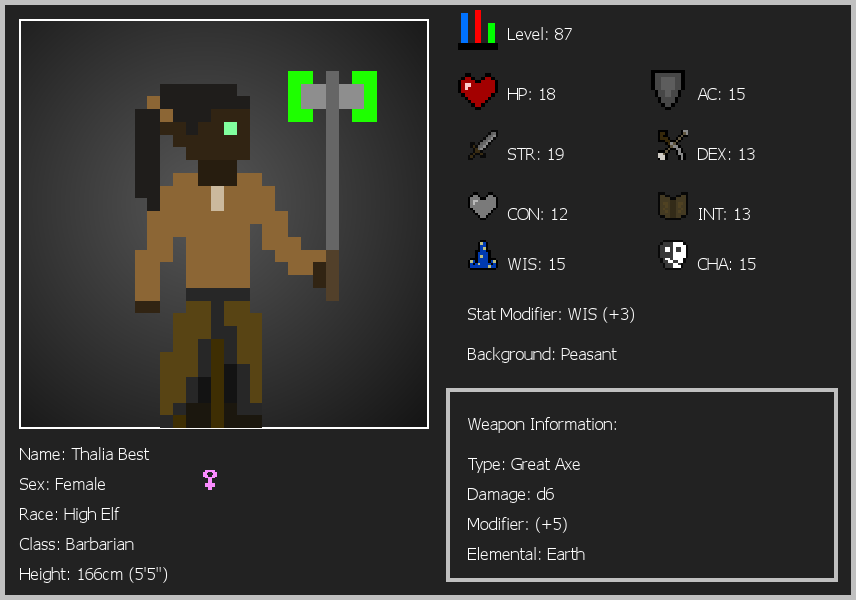 Level: 87
HP: 18
AC: 15
STR: 19
DEX: 13
CON: 12
INT: 13
WIS: 15
CHA: 15
Stat Modifier: WIS (+3)
Background: Peasant
Weapon Information:
Type: Great Axe
Damage: d6
Modifier: (+5)
Elemental: Earth
Name: Thalia Best
Sex: Female
Race: High Elf
Class: Barbarian
Height: 166cm (5'5")